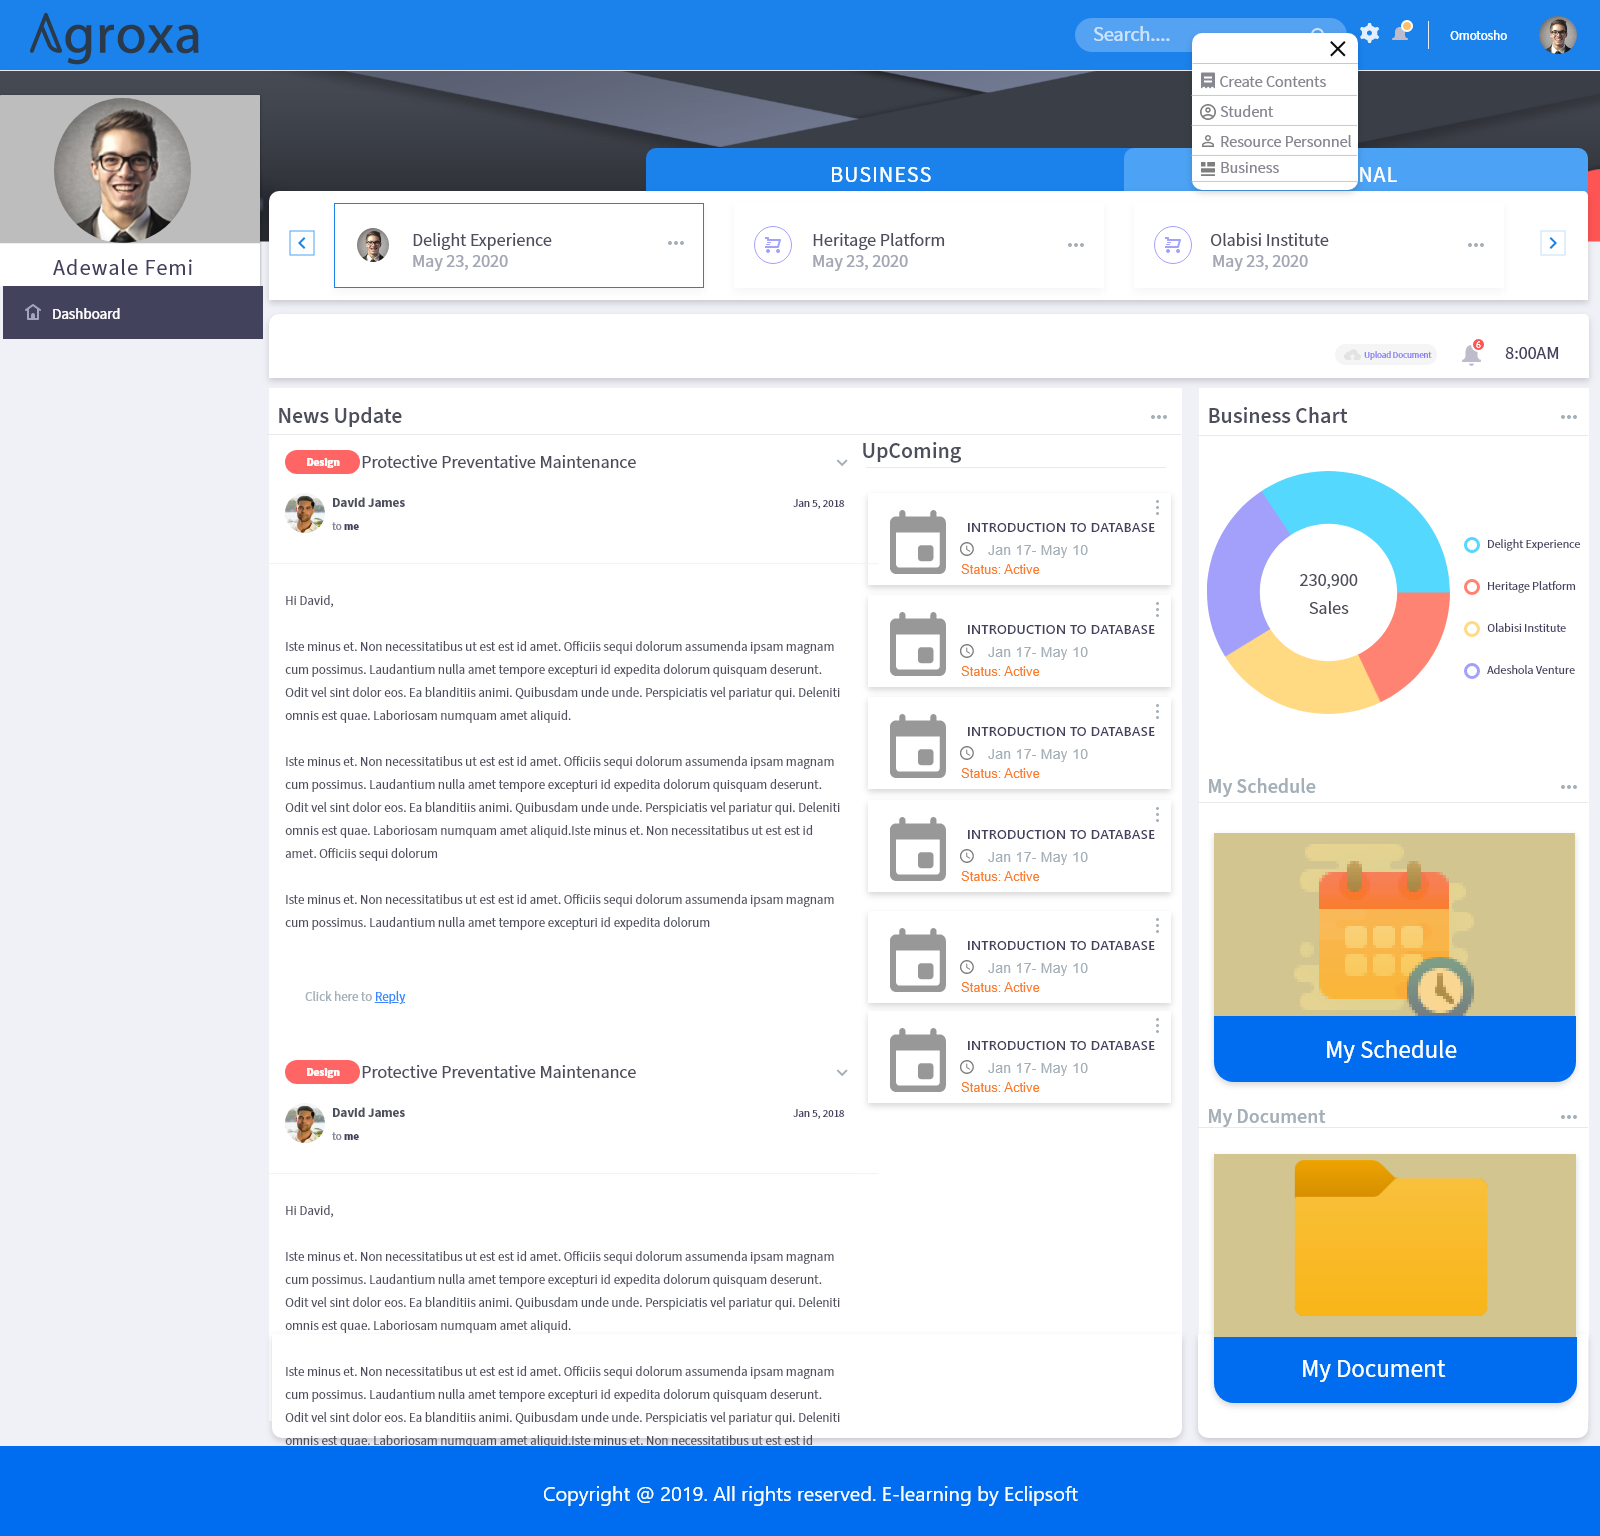 Agroxa
Search....
Omotosho
Create Contents
Student
Resource Personnel
Business
BUSINESS
NAL
Adewale Femi
Dashboard
Delight Experience
May 23, 2020
Heritage Platform
May 23, 2020
Olabisi Institute
May 23, 2020
Upload Document
6
8:00AM
News Update
Design
Protective Preventative Maintenance
David James
Jan 5, 2018
to me
Hi David,
Iste minus et. Non necessitatibus ut est est id amet. Officiis sequi dolorum assumenda ipsam magnam
cum possimus. Laudantium nulla amet tempore excepturi id expedita dolorum quisquam deserunt.
Odit vel sint dolor eos. Ea blanditiis animi. Quibusdam unde unde. Perspiciatis vel pariatur qui. Deleniti
omnis est quae. Laboriosam numquam amet aliquid.
Iste minus et. Non necessitatibus ut est est id amet. Officiis sequi dolorum assumenda ipsam magnam
cum possimus. Laudantium nulla amet tempore excepturi id expedita dolorum quisquam deserunt.
Odit vel sint dolor eos. Ea blanditiis animi. Quibusdam unde unde. Perspiciatis vel pariatur qui. Deleniti
omnis est quae. Laboriosam numquam amet aliquid.Iste minus et. Non necessitatibus ut est est id
amet. Officiis sequi dolorum
Iste minus et. Non necessitatibus ut est est id amet. Officiis sequi dolorum assumenda ipsam magnam
cum possimus. Laudantium nulla amet tempore excepturi id expedita dolorum
Click here to Reply
Design
Protective Preventative Maintenance
David James
Jan 5, 2018
to me
Hi David,
Iste minus et. Non necessitatibus ut est est id amet. Officiis sequi dolorum assumenda ipsam magnam
cum possimus. Laudantium nulla amet tempore excepturi id expedita dolorum quisquam deserunt.
Odit vel sint dolor eos. Ea blanditiis animi. Quibusdam unde unde. Perspiciatis vel pariatur qui. Deleniti
omnis est quae. Laboriosam numquam amet aliquid.
Iste minus et. Non necessitatibus ut est est id amet. Officiis sequi dolorum assumenda ipsam magnam
cum possimus. Laudantium nulla amet tempore excepturi id expedita dolorum quisquam deserunt.
Odit vel sint dolor eos. Ea blanditiis animi. Quibusdam unde unde. Perspiciatis vel pariatur qui. Deleniti
omnis est quae. Laboriosam numquam amet aliquid.Iste minus et. Non necessitatibus ut est est id
UpComing
INTRODUCTION TO DATABASE
Jan 17- May 10
Status: Active
INTRODUCTION TO DATABASE
Jan 17- May 10
Status: Active
INTRODUCTION TO DATABASE
Jan 17- May 10
Status: Active
INTRODUCTION TO DATABASE
Jan 17- May 10
Status: Active
INTRODUCTION TO DATABASE
Jan 17- May 10
Status: Active
INTRODUCTION TO DATABASE
Jan 17- May 10
Status: Active
Business Chart
230,900
Sales
Delight Experience
Heritage Platform
Olabisi Institute
Adeshola Venture
My Schedule
My Schedule
My Document
My Document
Copyright @ 2019. All rights reserved. E-learning by Eclipsoft